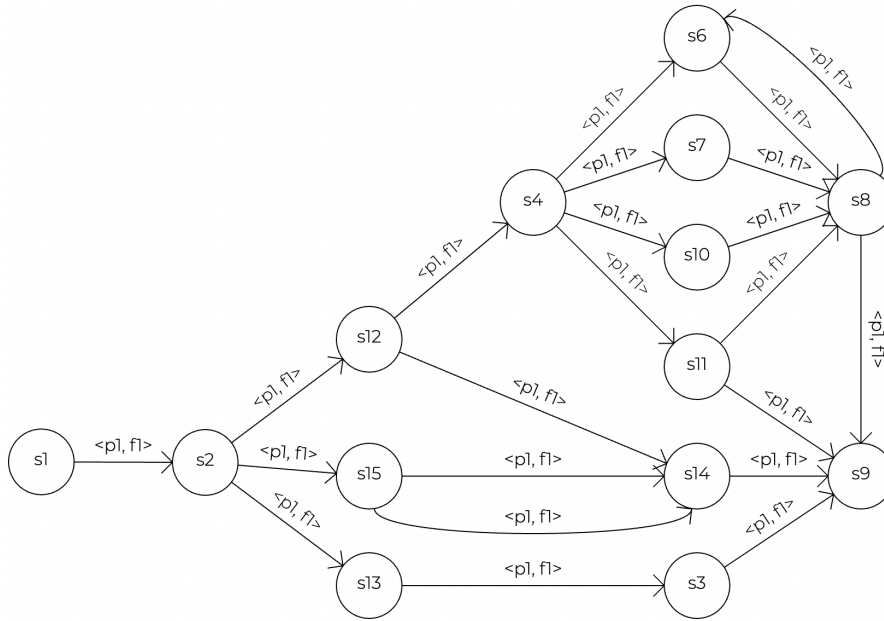 s6
<p1, f1>
<p1, f1>
<p1, f1>
s7
<p1, f1>
<p1, f1>
s4
s8
<p1, f1>
<p1, f1>
s10
<p1, f1>
<p1, f1>
<p1, f1>
s12
<p1, f1>
s11
<p1, f1>
<p1, f1>
<p1, f1>
s1
<p1, f1>
s2
<p1, f1>
s15
<p1, f1>
s14
<p1, f1>
s9
<p1, f1>
<p1, f1>
<p1, f1>
s13
<p1, f1>
s3